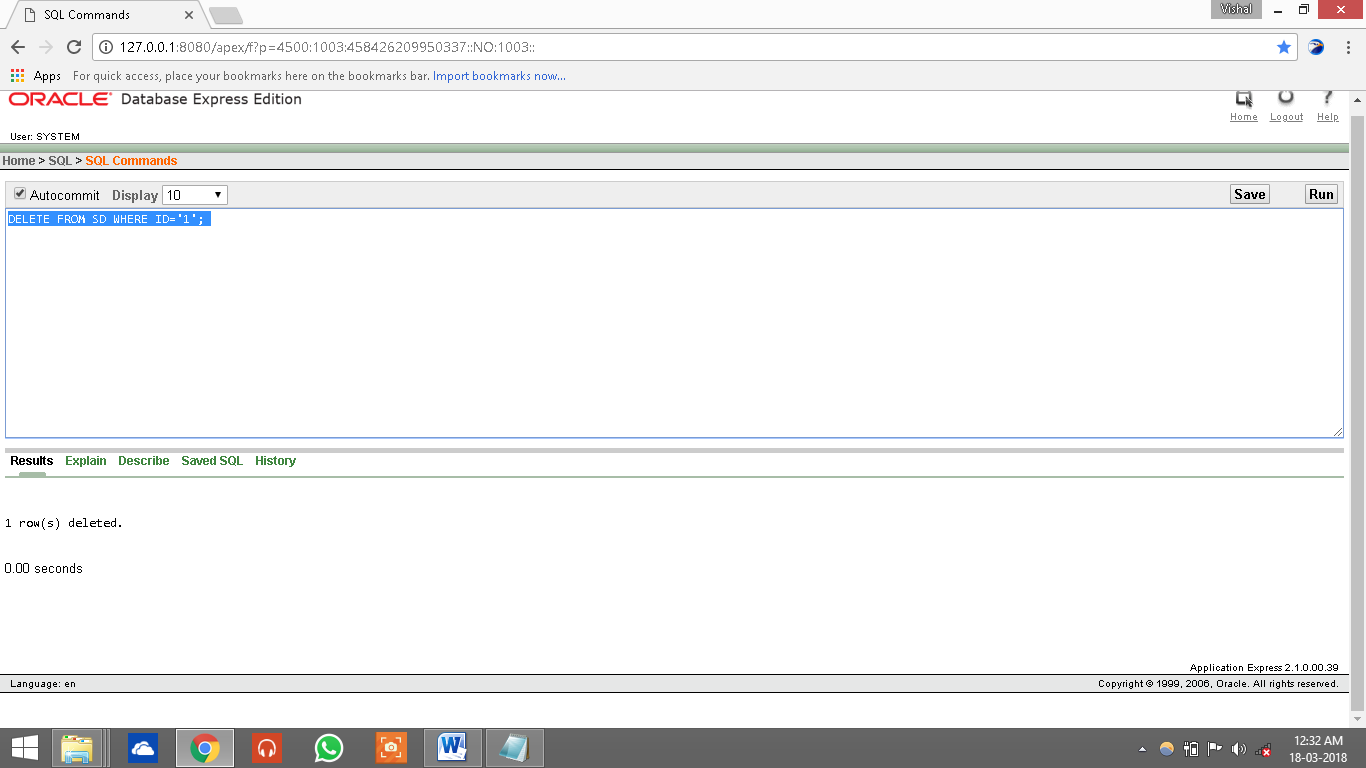 SQL Commands
Vishal
127.0.0.1:8080/apex/f?p=4500:1003:458426209950337::NO:1003::
Apps For quick access, place your bookmarks here on the bookmarks bar. Import bookmarks now...
ORACLE® Database Express Edition
Home Logout Help
User: SYSTEM
Home > SQL > SQL Commands
Autocommit Display 10 Save Run
DELETE FROM SD WHERE ID='1';
Results Explain Describe Saved SQL History
1 row(s) deleted.
0.00 seconds
Application Express 2.1.0.00.39
Language: en Copyright © 1999, 2006, Oracle. All rights reserved.
12:32 AM
18-03-2018